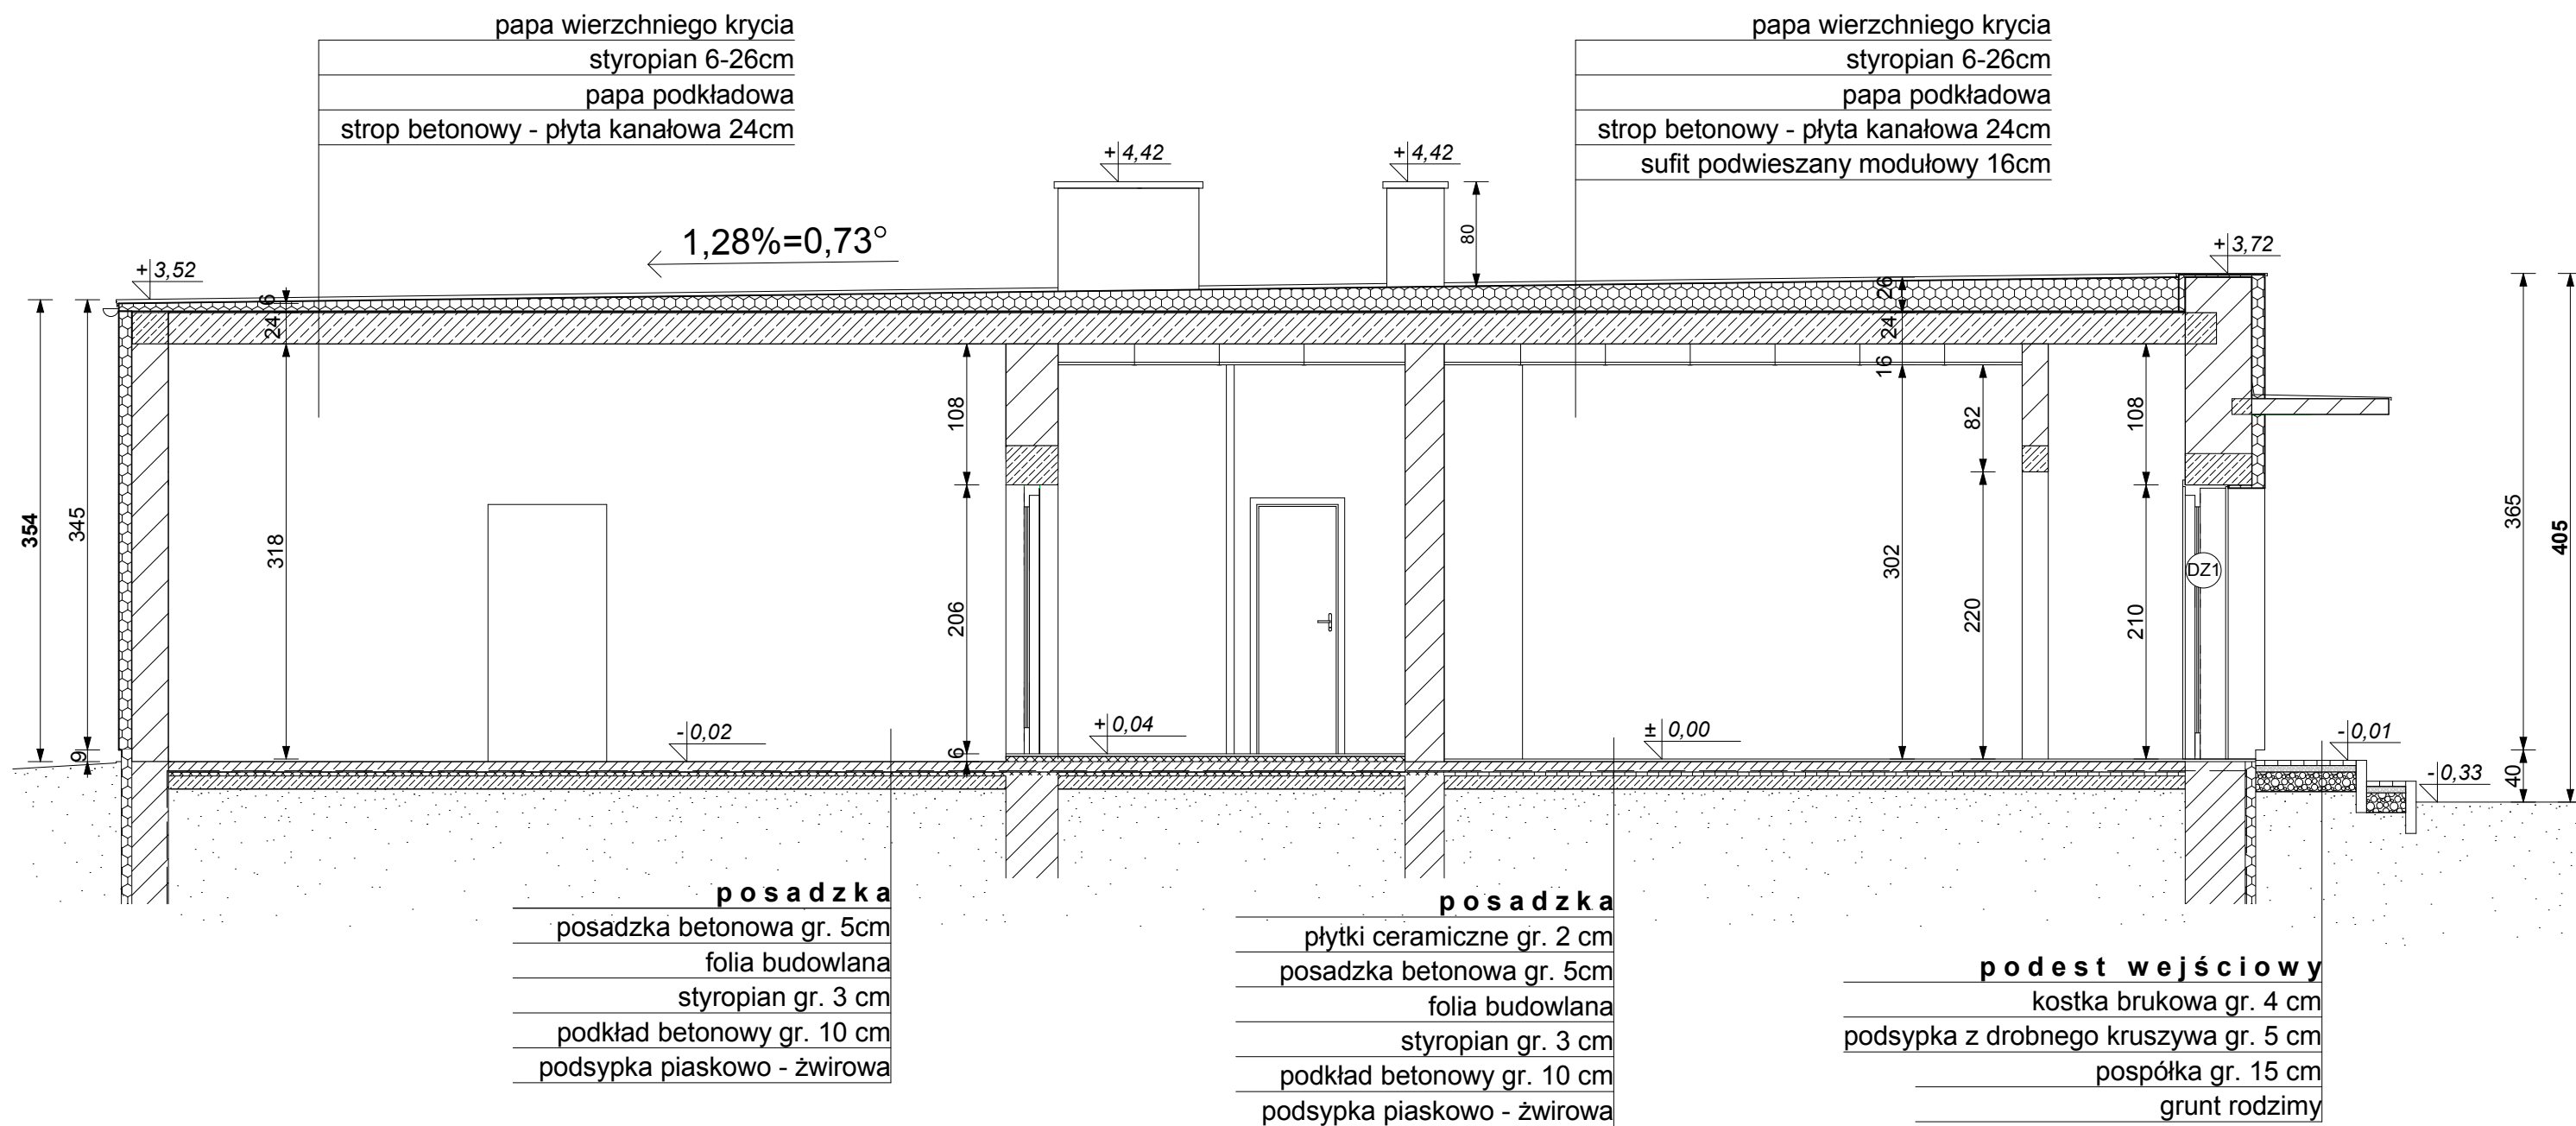 papa wierzchniego krycia
styropian 6-26cm
papa podkładowa
strop betonowy - płyta kanałowa 24cm
papa wierzchniego krycia
styropian 6-26cm
papa podkładowa
strop betonowy - płyta kanałowa 24cm
sufit podwieszany modułowy 16cm
+4,42
+4,42
80
1,28%=0,73°
+3,52
+3,72
6
24
26
24
16
108
82
108
354
345
318
206
302
220
210
DZ1
365
405
9
6
40
-0,02
+0,04
±0,00
-0,01
-0,33
posadzka
posadzka betonowa gr. 5cm
folia budowlana
styropian gr. 3 cm
podkład betonowy gr. 10 cm
podsypka piaskowo - żwirowa
posadzka
płytki ceramiczne gr. 2 cm
posadzka betonowa gr. 5cm
folia budowlana
styropian gr. 3 cm
podkład betonowy gr. 10 cm
podsypka piaskowo - żwirowa
podest wejściowy
kostka brukowa gr. 4 cm
podsypka z drobnego kruszywa gr. 5 cm
pospółka gr. 15 cm
grunt rodzimy